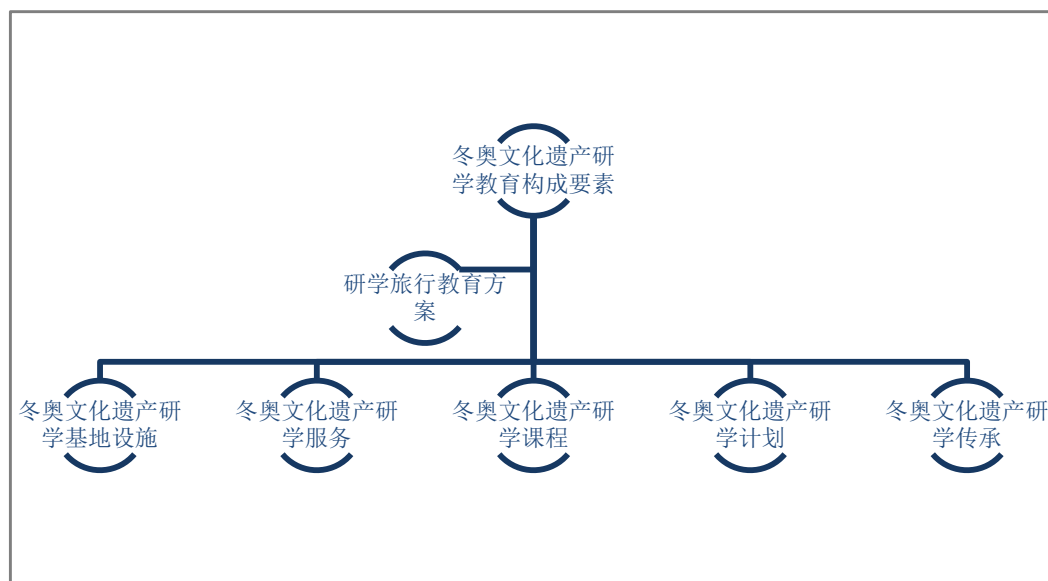 冬奥文化遗产研
学教育构成要素
研学旅行教育方
案
冬奥文化遗产研
学基地设施
冬奥文化遗产研
学服务
冬奥文化遗产研
学课程
冬奥文化遗产研
学计划
冬奥文化遗产研
学传承